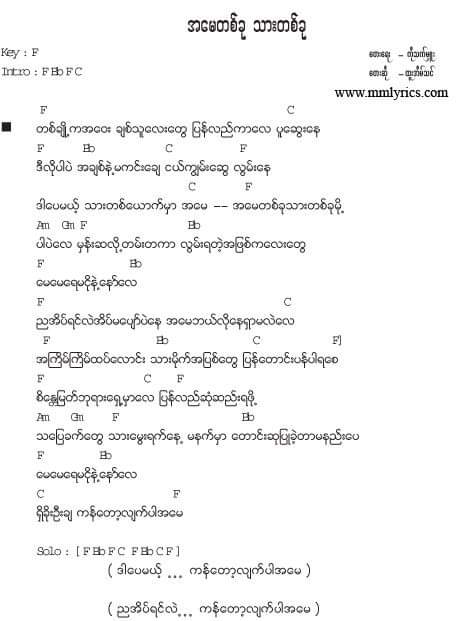 အမေတစ်ခု သားတစ်ခု
Key : F
တေးရေး – ကိုသက်မှူး
Intro : F Bb F C
တေးဆို – ထူးအိမ်သင်
www.mmlyrics.com
F C
တစ်ချို့ကအဝေး ချစ်သူလေးတွေ ပြန်လည်ကာလေ ပူဆွေးနေ
F Bb C F
ဒီလိုပါပဲ အချစ်နဲ့မကင်းချေ ငယ်ကျွမ်းဆွေ လွမ်းနေ
C F
ဒါပေမယ့် သားတစ်ယောက်မှာ အမေ –– အမေတစ်ခုသားတစ်ခုမို့
Am Gm F Bb
ပါပဲလေ မှန်းဆလို့တမ်းတကာ လွမ်းရတဲ့အဖြစ်ကလေးတွေ
F Bb
မေမေရေမငိုနဲ့နော်လေ
F C
ညအိပ်ရင်လဲအိပ်မပျော်ပဲနေ အမေဘယ်လိုနေရှာမလဲလေ
F Bb C F]
အကြိမ်ကြိမ်ထပ်လောင်း သားမိုက်အပြစ်တွေ ပြန်တောင်းပန်ပါရစေ
F C F
စိန္တေမြတ်ဘုရားရှေ့မှာလေ ပြန်လည်ဆုံဆည်းရဖို့
Am Gm F Bb
သပြေခက်တွေ သားမွေးရက်နေ့ မနက်မှာ တောင်းဆုပြုခဲ့တာမနည်းပေ
F Bb
မေမေရေမငိုနဲ့နော်လေ
C F
ရှိခိုးဦးချ ကန်တော့လျက်ပါအမေ
Solo : [ F Bb F C F Bb C F ]
( ဒါပေမယ့် ... ကန်တော့လျက်ပါအမေ )
( ညအိပ်ရင်လဲ... ကန်တော့လျက်ပါအမေ )